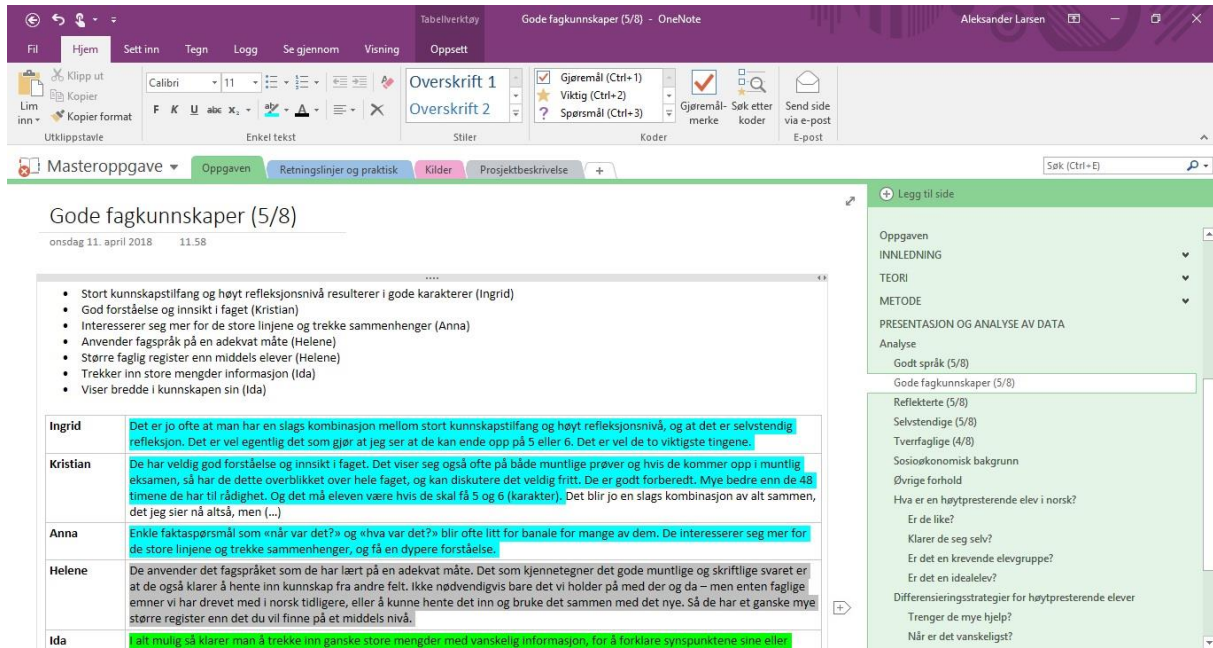 Tabellverktøy
Gode fagkunnskaper (5/8) - OneNote
Aleksander Larsen
Fil Hjem Sett inn Tegn Logg Se gjennom Visning Oppsett
Lim inn
Klipp ut
Kopier
Kopier format
Utklippstavle
Calibri 11
F K U abc X₂ aby A
Enkel tekst
Overskrift 1
Overskrift 2
Stiler
Gjøremål (Ctrl+1)
Viktig (Ctrl+2)
? Spørsmål (Ctrl+3)
Gjøremål-
merke
Søk etter
koder
Koder
Send side
via e-post
E-post
Masteroppgave Oppgaven Retningslinjer og praktisk Kilder Prosjektbeskrivelse +
Søk (Ctrl+E)
Gode fagkunnskaper (5/8)
onsdag 11. april 2018 11.58
• Stort kunnskapstilfang og høyt refleksjonsnivå resulterer i gode karakterer (Ingrid)
• God forståelse og innsikt i faget (Kristian)
• Interesserer seg mer for de store linjene og trekke sammenhenger (Anna)
• Anvender fagspråk på en adekvat måte (Helene)
• Større faglig register enn middels elever (Helene)
• Trekker inn store mengder informasjon (Ida)
• Viser bredde i kunnskapen sin (Ida)
Ingrid
Det er jo ofte at man har en slags kombinasjon mellom stort kunnskapstilfang og høyt refleksjonsnivå, og at det er selvstendig
refleksjon. Det er vel egentlig det som gjør at jeg ser at de kan ende opp på 5 eller 6. Det er vel de to viktigste tingene.
Kristian
De har veldig god forståelse og innsikt i faget. Det viser seg også ofte på både muntlige prøver og hvis de kommer opp i muntlig
eksamen, så har de dette overblikket over hele faget, og kan diskutere det veldig fritt. De er godt forberedt. Mye bedre enn de 48
timene de har til rådighet. Og det må eleven være hvis de skal få 5 og 6 (karakter). Det blir jo en slags kombinasjon av alt sammen,
det jeg sier nå altså, men (...)
Anna
Enkle faktaspørsmål som «når var det?» og «hva var det?» blir ofte litt for banale for mange av dem. De interesserer seg mer for
de store linjene og trekke sammenhenger, og få en dypere forståelse.
Helene
De anvender det fagspråket som de har lært på en adekvat måte. Det som kjennetegner det gode muntlige og skriftlige svaret er
at de også klarer å hente inn kunnskap fra andre felt. Ikke nødvendigvis bare det vi holder på med der og da – men enten faglige
emner vi har drevet med i norsk tidligere, eller å kunne hente det inn og bruke det sammen med det nye. Så de har et ganske mye
større register enn det du vil finne på et middels nivå.
Ida
I alt mulig så klarer man å trekke inn ganske store mengder med vanskelig informasjon, for å forklare synspunktene sine eller
Legg til side
Oppgaven
INNLEDNING
TEORI
METODE
PRESENTASJON OG ANALYSE AV DATA
Analyse
Godt språk (5/8)
Gode fagkunnskaper (5/8)
Reflekterte (5/8)
Selvstendige (5/8)
Tverrfaglige (4/8)
Sosioøkonomisk bakgrunn
Øvrige forhold
Hva er en høytpresterende elev i norsk?
Er de like?
Klarer de seg selv?
Er det en krevende elevgruppe?
Er det en idealelev?
Differensieringsstrategier for høytpresterende elever
Trenger de mye hjelp?
Når er det vanskeligst?